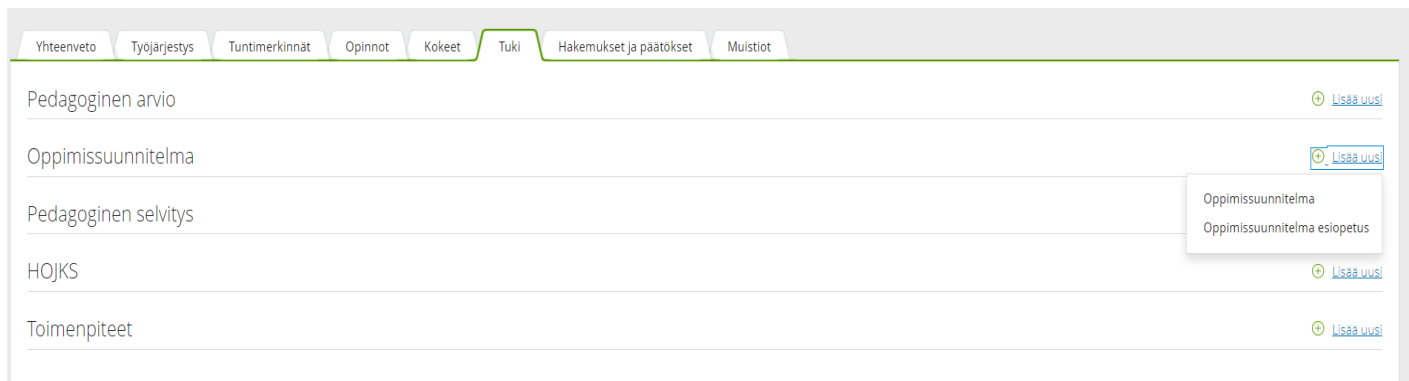 Yhteenveto Työjärjestys Tuntimerkinnät Opinnot Kokeet Tuki Hakemukset ja päätökset Muistiot
Pedagoginen arvio Lisää uusi
Oppimissuunnitelma Lisää uusi
Oppimissuunnitelma
Pedagoginen selvitys
Oppimissuunnitelma esiopetus
HOJKS Lisää uusi
Toimenpiteet Lisää uusi